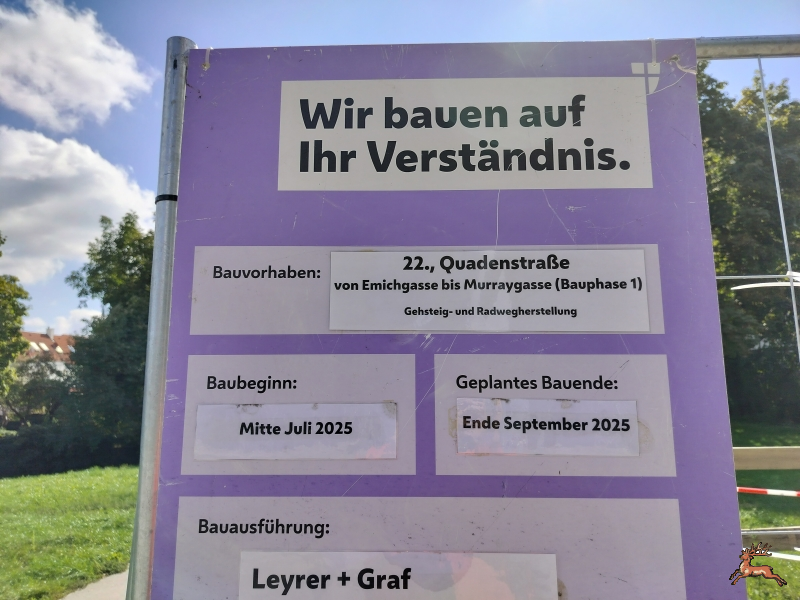 Wir bauen auf
Ihr Verständnis.
Bauvorhaben:
22., Quadenstraße
von Emichgasse bis Murraygasse (Bauphase 1)
Gehsteig- und Radwegherstellung
Baubeginn:
Mitte Juli 2025
Geplantes Bauende:
Ende September 2025
Bauausführung:
Leyrer + Graf